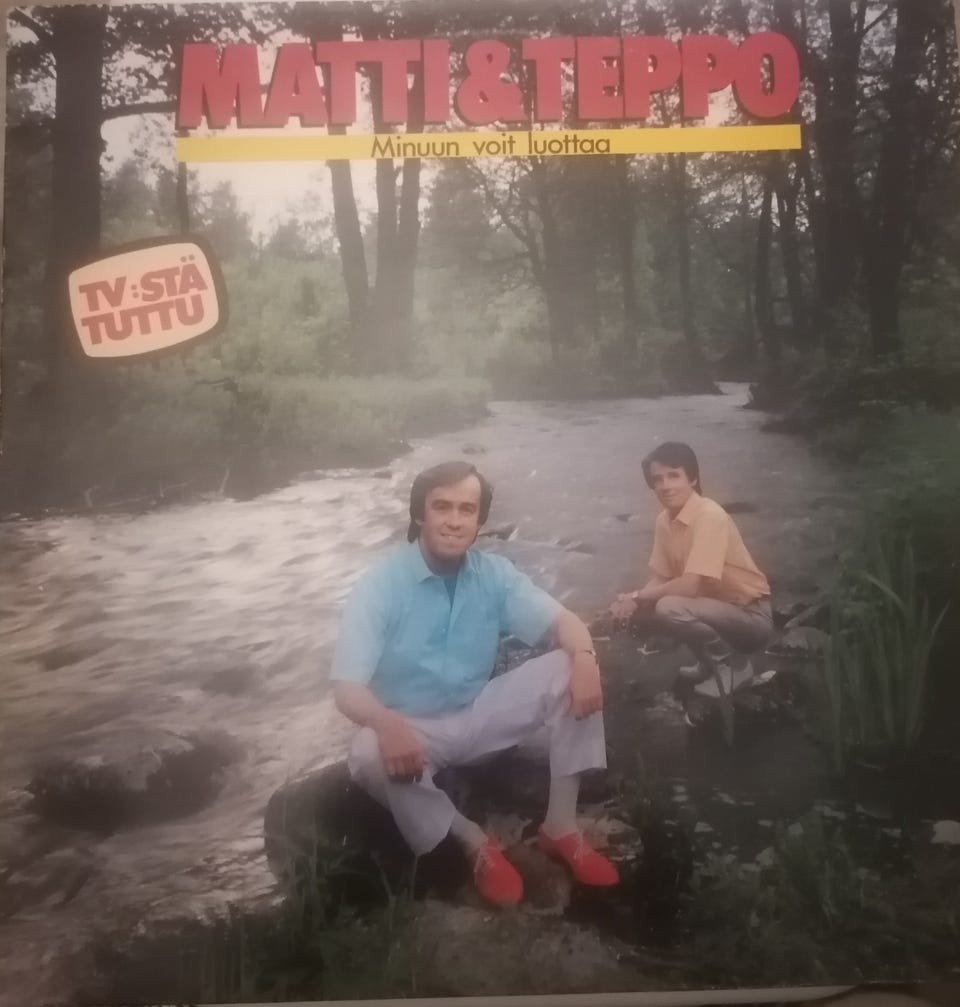 MATTI&TEPPO
Minuun voit luottaa
TV:STÄ
TUTTU